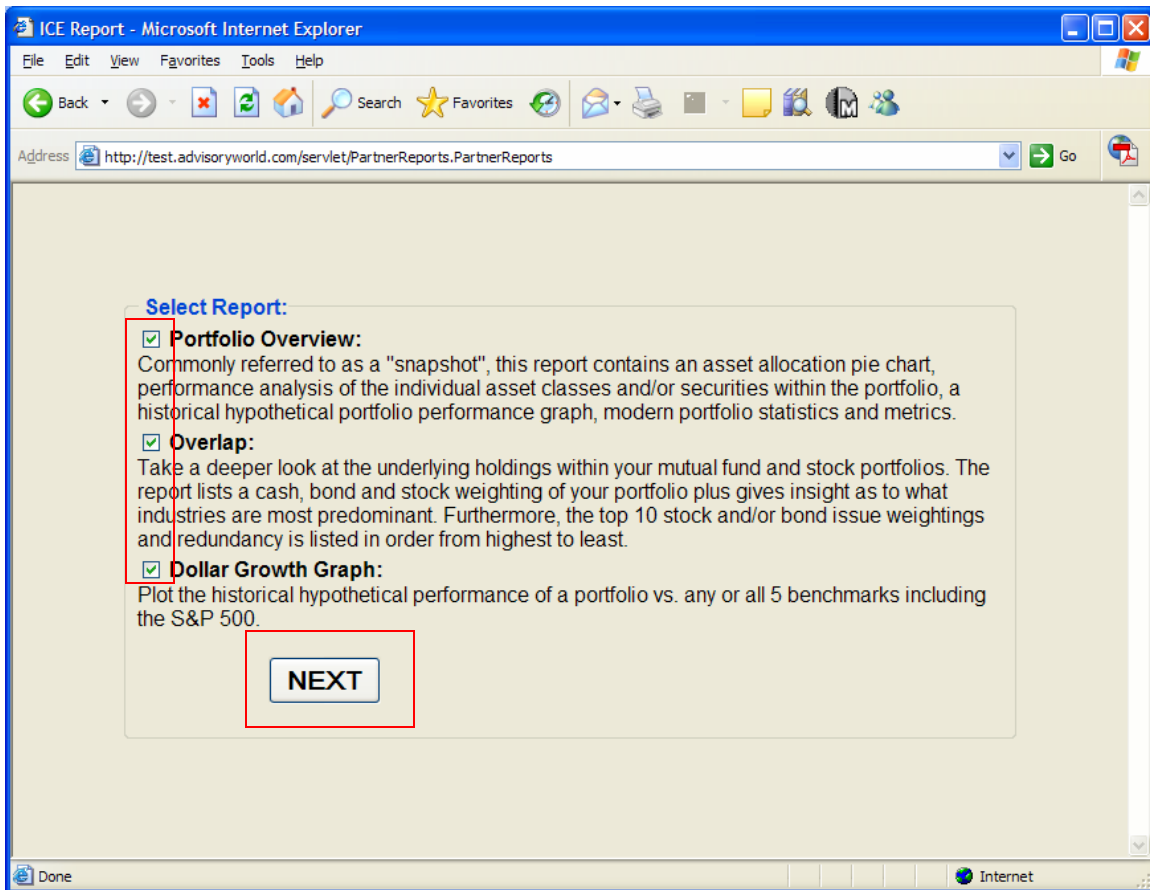 ICE Report - Microsoft Internet Explorer
File Edit View Favorites Tools Help
Back Search Favorites
Address http://test.advisoryworld.com/servlet/PartnerReports.PartnerReports Go
Select Report:
Portfolio Overview:
Commonly referred to as a "snapshot", this report contains an asset allocation pie chart,
performance analysis of the individual asset classes and/or securities within the portfolio, a
historical hypothetical portfolio performance graph, modern portfolio statistics and metrics.
Overlap:
Take a deeper look at the underlying holdings within your mutual fund and stock portfolios. The
report lists a cash, bond and stock weighting of your portfolio plus gives insight as to what
industries are most predominant. Furthermore, the top 10 stock and/or bond issue weightings
and redundancy is listed in order from highest to least.
Dollar Growth Graph:
Plot the historical hypothetical performance of a portfolio vs. any or all 5 benchmarks including
the S&P 500.
NEXT
Done Internet